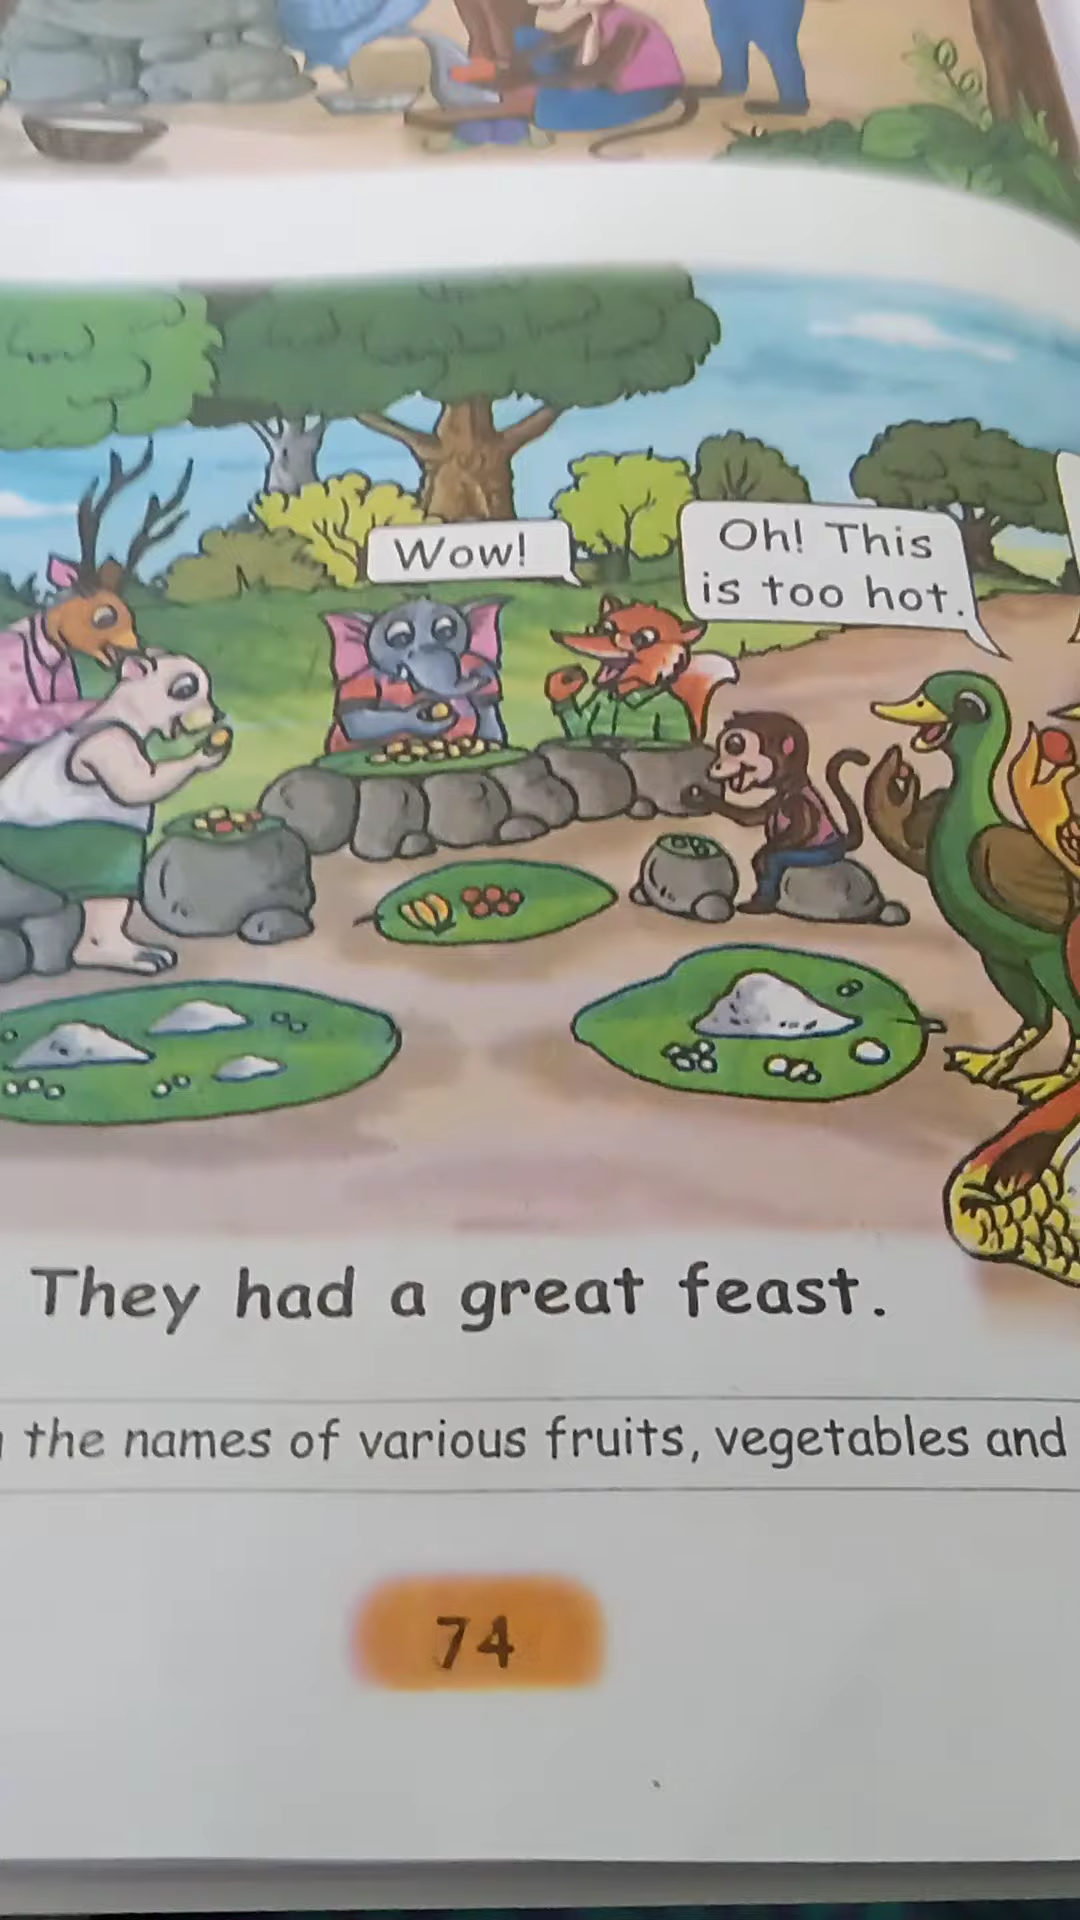 Wow!
Oh! This
is too hot.
They had a great feast.
the names of various fruits, vegetables and
74